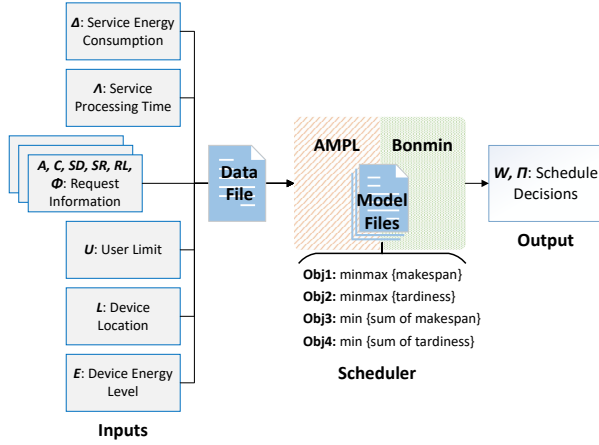 Δ: Service Energy
Consumption
Λ: Service
Processing Time
A, C, SD, SR, RL,
Φ: Request
Information
U: User Limit
L: Device
Location
E: Device Energy
Level
Inputs
Data
File
AMPL
Bonmin
Model
Files
Obj1: minmax {makespan}
Obj2: minmax {tardiness}
Obj3: min {sum of makespan}
Obj4: min {sum of tardiness}
Scheduler
W, Π: Schedule
Decisions
Output